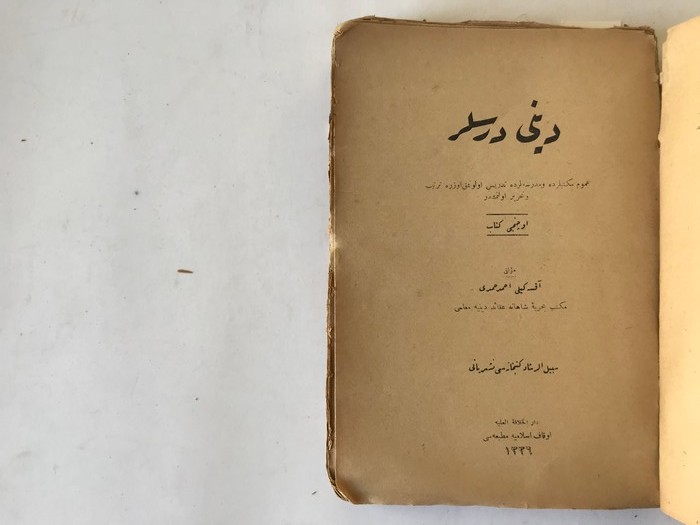 دینی درسلر
عموم مکتبلرده ومدرسه‌لرده تدریس اولونمق اوزره ترتیب
وتحریر اولنمشدر
اوچنجی کتاب
مؤلفی
آقسکیلی احمد حمدی
مکتب بحریهٔ شاهانه عقائد دینیه معلمی
سبیل الرشاد کتبخانه‌سی نشریاتی
دار الخلافة العلیه
اوقاف اسلامیه مطبعه‌سی
١٣٣٩